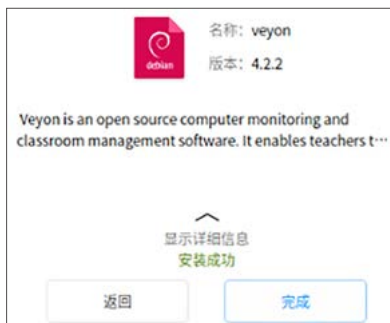 debian
名称：veyon
版本：4.2.2
Veyon is an open source computer monitoring and
classroom management software. It enables teachers t···
显示详细信息
安装成功
返回
完成